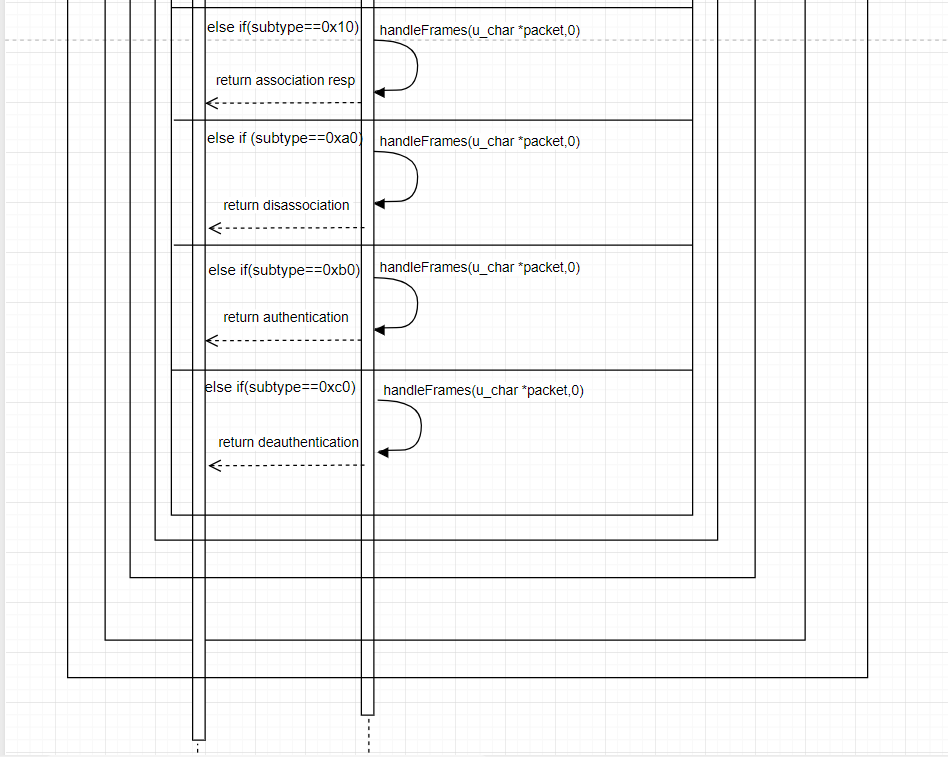 else if(subtype==0x10)
handleFrames(u_char *packet,0)
return association resp
else if (subtype==0xa0)
handleFrames(u_char *packet,0)
return disassociation
else if(subtype==0xb0)
handleFrames(u_char *packet,0)
return authentication
else if(subtype==0xc0)
handleFrames(u_char *packet,0)
return deauthentication